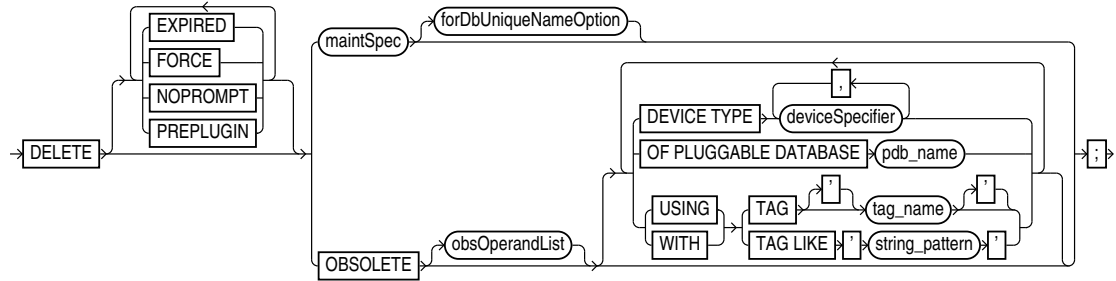 EXPIRED
FORCE
NOPROMPT
PREPLUGIN
DELETE
maintSpec
forDbUniqueNameOption
,
DEVICE TYPE deviceSpecifier
OF PLUGGABLE DATABASE pdb_name
USING
WITH
TAG ' tag_name '
TAG LIKE ' string_pattern '
OBSOLETE
obsOperandList
;